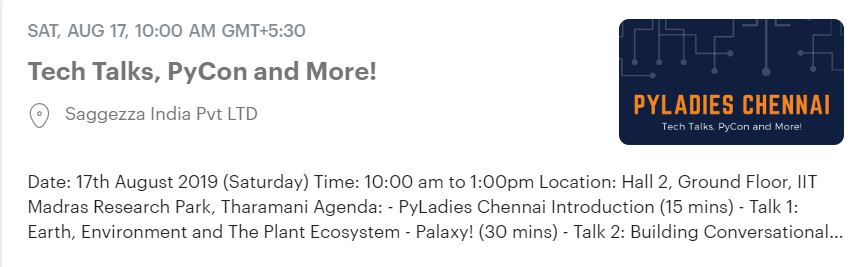 SAT, AUG 17, 10:00 AM GMT+5:30
Tech Talks, PyCon and More!
Saggezza India Pvt LTD
PYLADIES CHENNAI
Tech Talks, PyCon and More!
Date: 17th August 2019 (Saturday) Time: 10:00 am to 1:00pm Location: Hall 2, Ground Floor, IIT
Madras Research Park, Tharamani Agenda: - PyLadies Chennai Introduction (15 mins) - Talk 1:
Earth, Environment and The Plant Ecosystem - Palaxy! (30 mins) - Talk 2: Building Conversational...